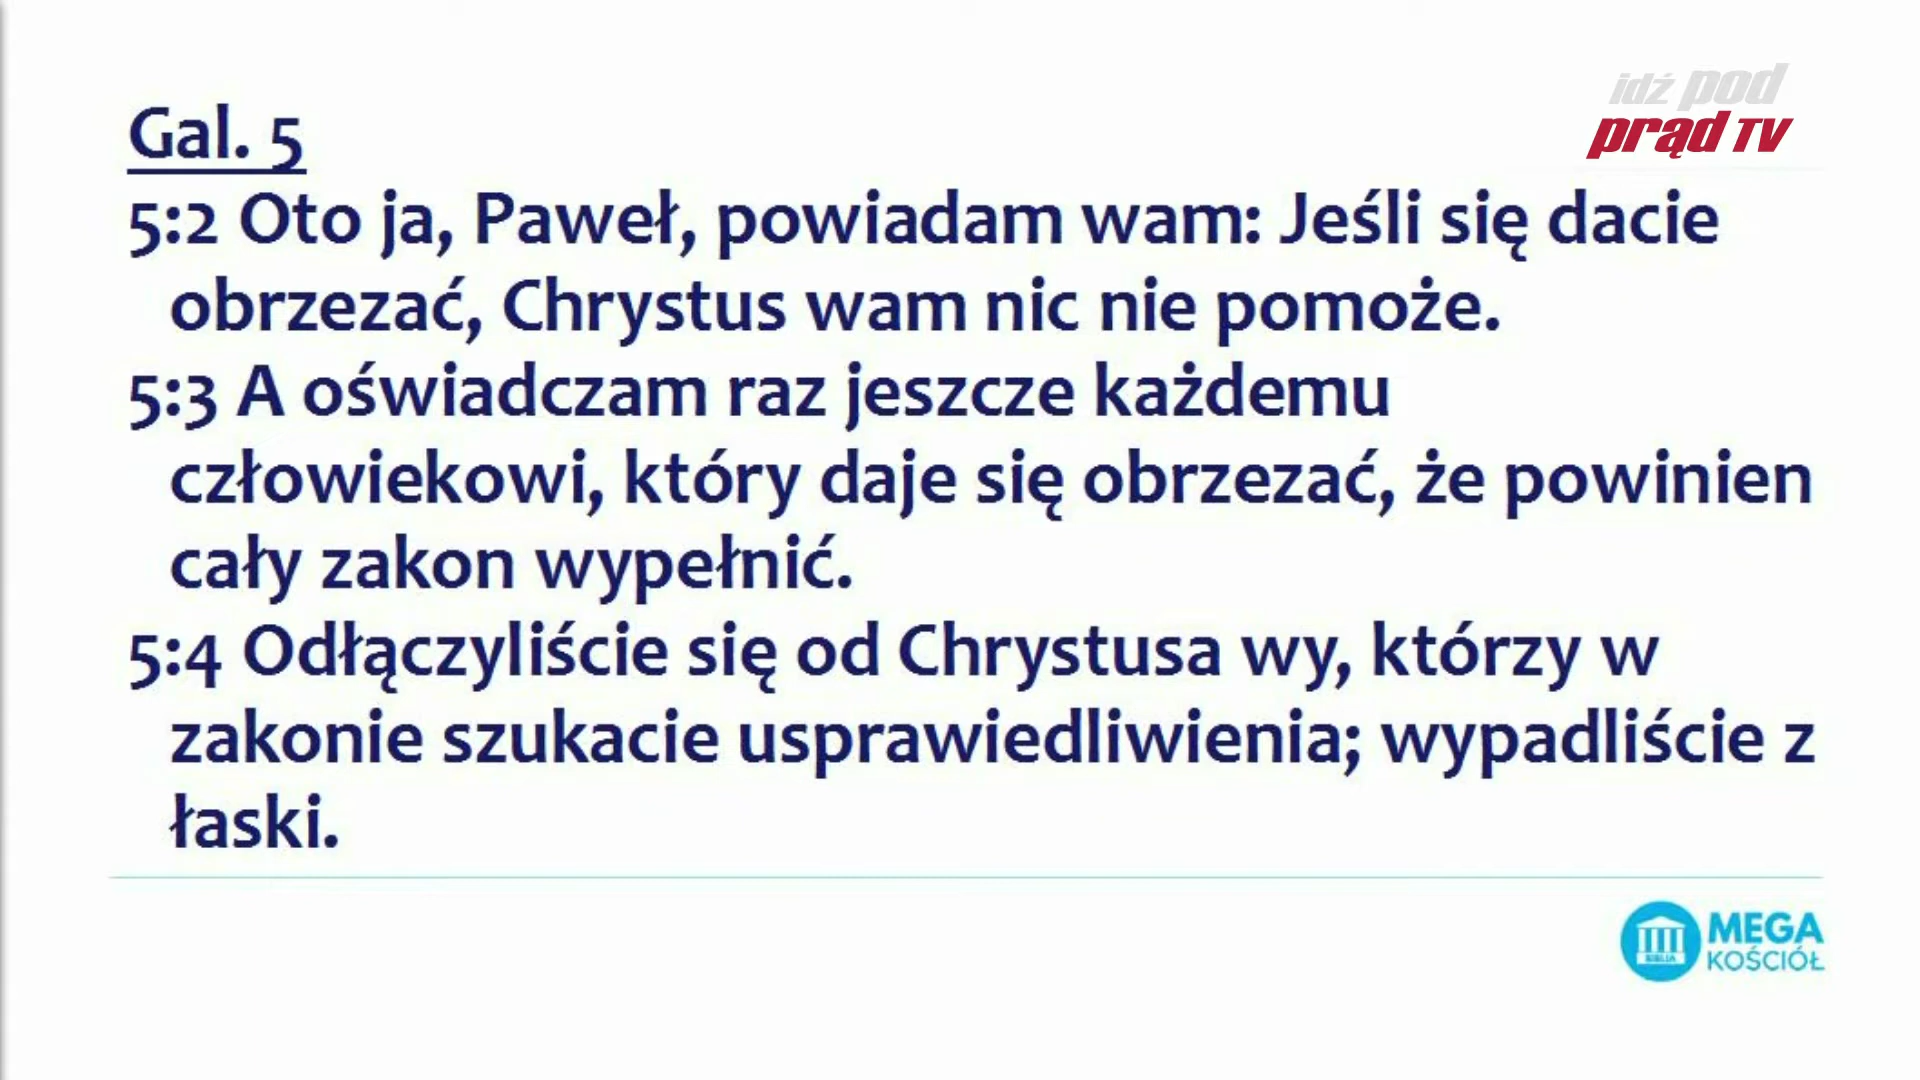 idź pod
prąd TV
Gal. 5
5:2 Oto ja, Paweł, powiadam wam: Jeśli się dacie
obrzezać, Chrystus wam nic nie pomoże.
5:3 A oświadczam raz jeszcze każdemu
człowiekowi, który daje się obrzezać, że powinien
cały zakon wypełnić.
5:4 Odłączyliście się od Chrystusa wy, którzy w
zakonie szukacie usprawiedliwienia; wypadliście z
łaski.
BIBLIA
MEGA
KOŚCIÓŁ